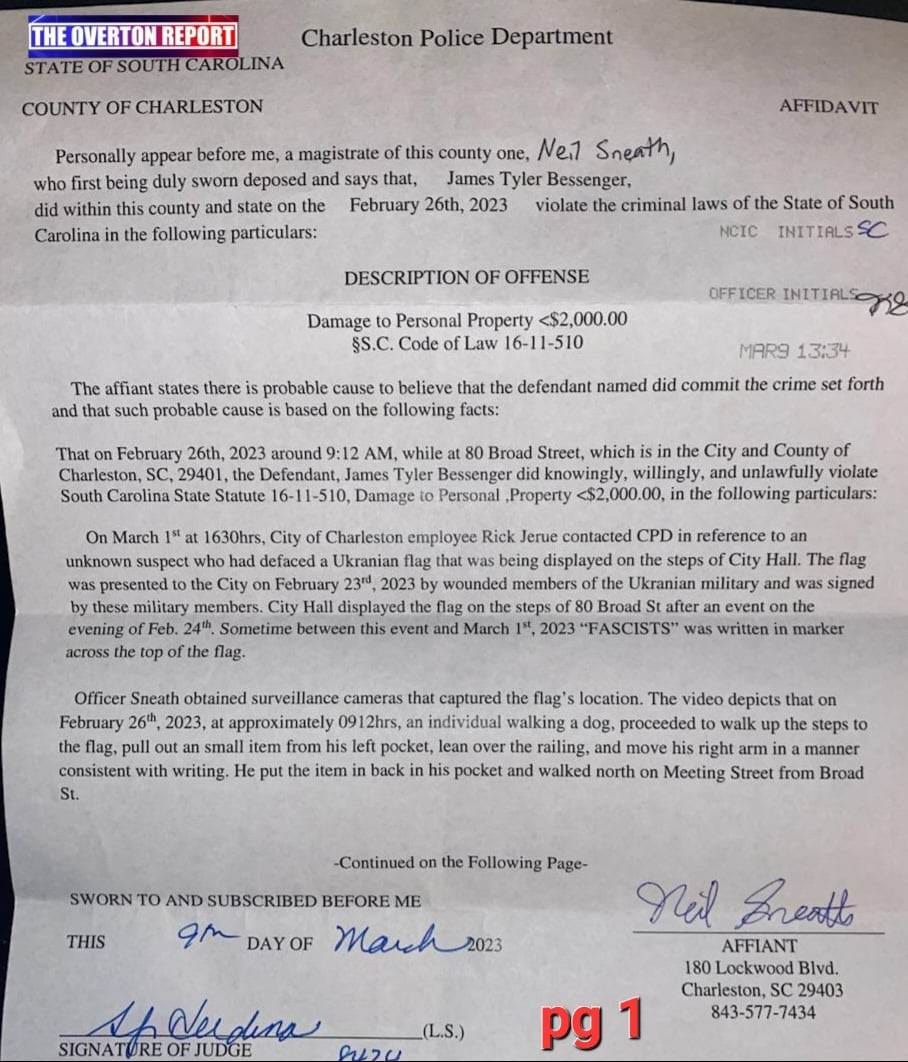 THE OVERTON REPORT
Charleston Police Department
STATE OF SOUTH CAROLINA
COUNTY OF CHARLESTON
AFFIDAVIT
Personally appear before me, a magistrate of this county one, Neil Sneath,
who first being duly sworn deposed and says that, James Tyler Bessenger,
did within this county and state on the February 26th, 2023 violate the criminal laws of the State of South
Carolina in the following particulars:
NCIC INITIALS SC
DESCRIPTION OF OFFENSE
OFFICER INITIALS
Damage to Personal Property <$2,000.00
§S.C. Code of Law 16-11-510
MAR9 13:34
The affiant states there is probable cause to believe that the defendant named did commit the crime set forth
and that such probable cause is based on the following facts:
That on February 26th, 2023 around 9:12 AM, while at 80 Broad Street, which is in the City and County of
Charleston, SC, 29401, the Defendant, James Tyler Bessenger did knowingly, willingly, and unlawfully violate
South Carolina State Statute 16-11-510, Damage to Personal ,Property <$2,000.00, in the following particulars:
On March 1st at 1630hrs, City of Charleston employee Rick Jerue contacted CPD in reference to an
unknown suspect who had defaced a Ukranian flag that was being displayed on the steps of City Hall. The flag
was presented to the City on February 23rd, 2023 by wounded members of the Ukranian military and was signed
by these military members. City Hall displayed the flag on the steps of 80 Broad St after an event on the
evening of Feb. 24th. Sometime between this event and March 1st, 2023 “FASCISTS” was written in marker
across the top of the flag.
Officer Sneath obtained surveillance cameras that captured the flag’s location. The video depicts that on
February 26th, 2023, at approximately 0912hrs, an individual walking a dog, proceeded to walk up the steps to
the flag, pull out an small item from his left pocket, lean over the railing, and move his right arm in a manner
consistent with writing. He put the item in back in his pocket and walked north on Meeting Street from Broad
St.
-Continued on the Following Page-
SWORN TO AND SUBSCRIBED BEFORE ME
THIS 9th DAY OF March 2023
Neil Sneath
AFFIANT
180 Lockwood Blvd.
Charleston, SC 29403
843-577-7434
(L.S.)
SIGNATURE OF JUDGE
pg 1